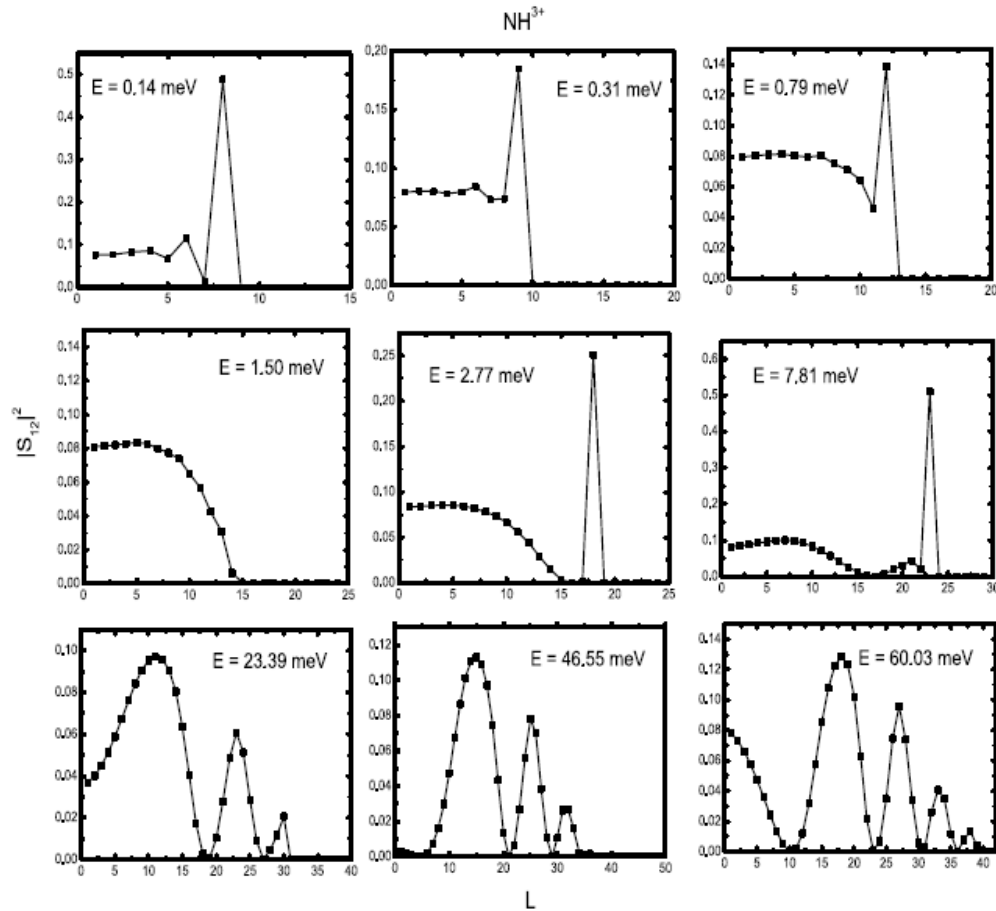 NH³⁺
E = 0.14 meV
0,5
0,4
0,3
0,2
0,1
0,0
0 5 10 15
E = 0.31 meV
0,20
0,15
0,10
0,05
0,00
0 5 10 15 20
E = 0.79 meV
0,14
0,12
0,10
0,08
0,06
0,04
0,02
0,00
0 5 10 15 20
|S₁₂|²
E = 1.50 meV
0,14
0,12
0,10
0,08
0,06
0,04
0,02
0,00
0 5 10 15 20 25
E = 2.77 meV
0,25
0,20
0,15
0,10
0,05
0,00
0 5 10 15 20 25
E = 7,81 meV
0,6
0,5
0,4
0,3
0,2
0,1
0,0
0 5 10 15 20 25 30
E = 23.39 meV
0,10
0,08
0,06
0,04
0,02
0,00
0 5 10 15 20 25 30 35 40
E = 46.55 meV
0,12
0,10
0,08
0,06
0,04
0,02
0,00
0 10 20 30 40 50
E = 60.03 meV
0,14
0,12
0,10
0,08
0,06
0,04
0,02
0,00
0 5 10 15 20 25 30 35 40
L